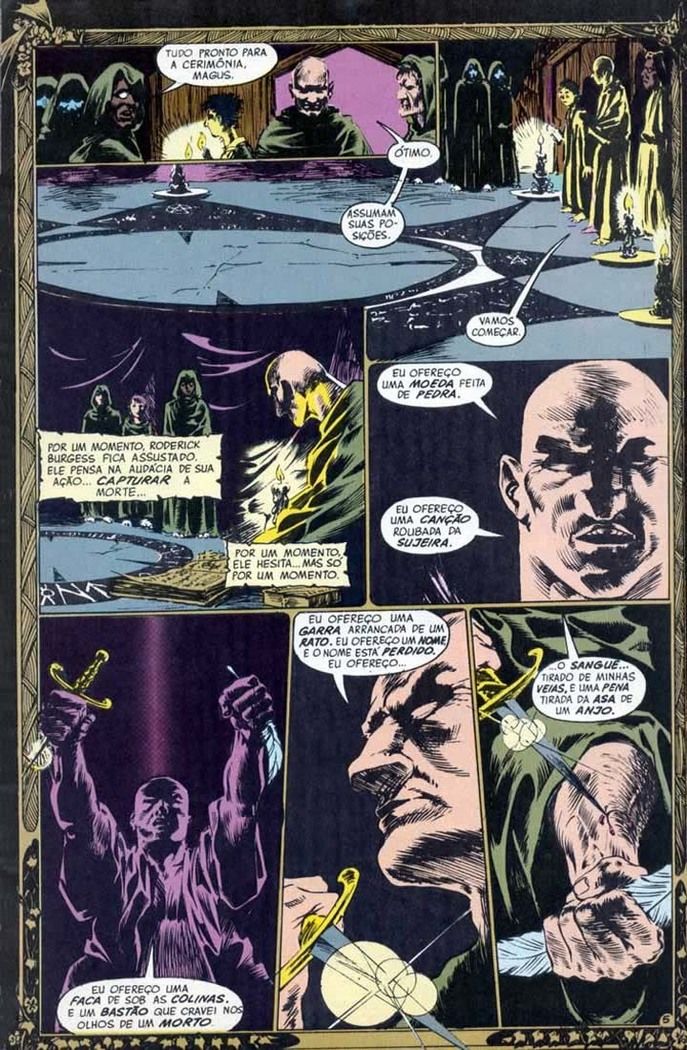 TUDO PRONTO PARA
A CERIMÔNIA,
MAGUS.
ÓTIMO.
ASSUMAM
SUAS PO-
SIÇÕES.
VAMOS
COMEÇAR.
POR UM MOMENTO, RODERICK
BURGESS FICA ASSUSTADO.
ELE PENSA NA AUDÁCIA DE SUA
AÇÃO... CAPTURAR A
MORTE...
POR UM MOMENTO,
ELE HESITA... MAS SÓ
POR UM MOMENTO.
EU OFEREÇO
UMA MOEDA FEITA
DE PEDRA.
EU OFEREÇO
UMA CANÇÃO
ROUBADA DA
SUJEIRA.
EU OFEREÇO UMA
FACA DE SOB AS COLINAS.
E UM BASTÃO QUE CRAVEI NOS
OLHOS DE UM MORTO.
EU OFEREÇO UMA
GARRA ARRANCADA DE UM
RATO. EU OFEREÇO UM NOME,
E O NOME ESTÁ PERDIDO.
EU OFEREÇO...
...O SANGUE...
TIRADO DE MINHAS
VEIAS, E UMA PENA
TIRADA DA ASA DE
UM ANJO.
6